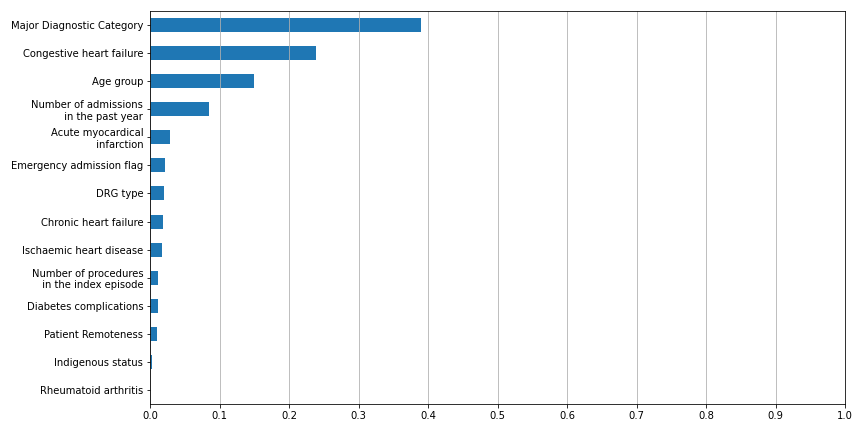 Major Diagnostic Category
Congestive heart failure
Age group
Number of admissions
in the past year
Acute myocardical
infarction
Emergency admission flag
DRG type
Chronic heart failure
Ischaemic heart disease
Number of procedures
in the index episode
Diabetes complications
Patient Remoteness
Indigenous status
Rheumatoid arthritis
0.0 0.1 0.2 0.3 0.4 0.5 0.6 0.7 0.8 0.9 1.0